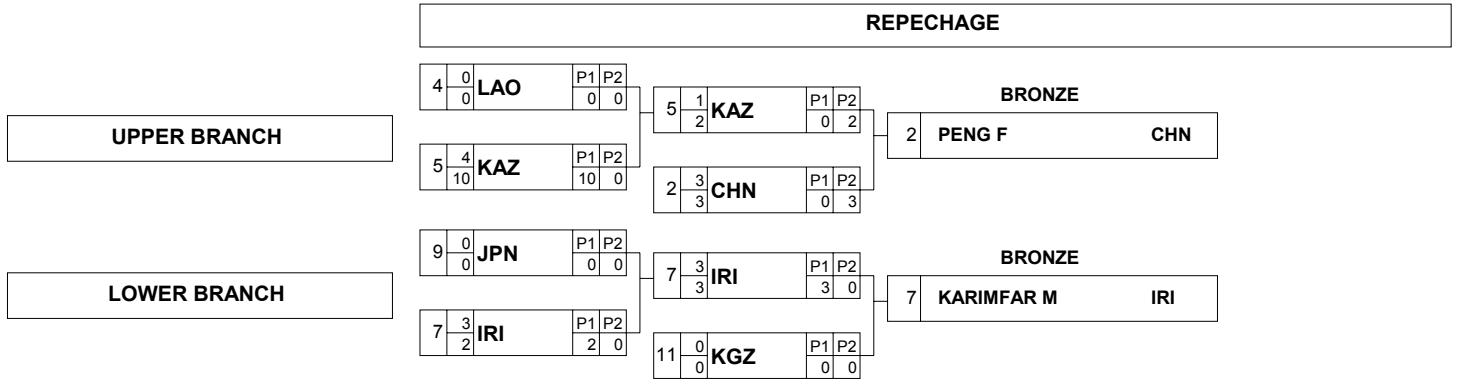 REPECHAGE
UPPER BRANCH
4 0 LAO P1 P2
0 0 0
5 4 KAZ P1 P2
10 10 0
5 1 KAZ P1 P2
2 0 2
2 3 CHN P1 P2
3 0 3
BRONZE
2 PENG F CHN
LOWER BRANCH
9 0 JPN P1 P2
0 0 0
7 3 IRI P1 P2
2 2 0
7 3 IRI P1 P2
3 3 0
11 0 KGZ P1 P2
0 0 0
BRONZE
7 KARIMFAR M IRI